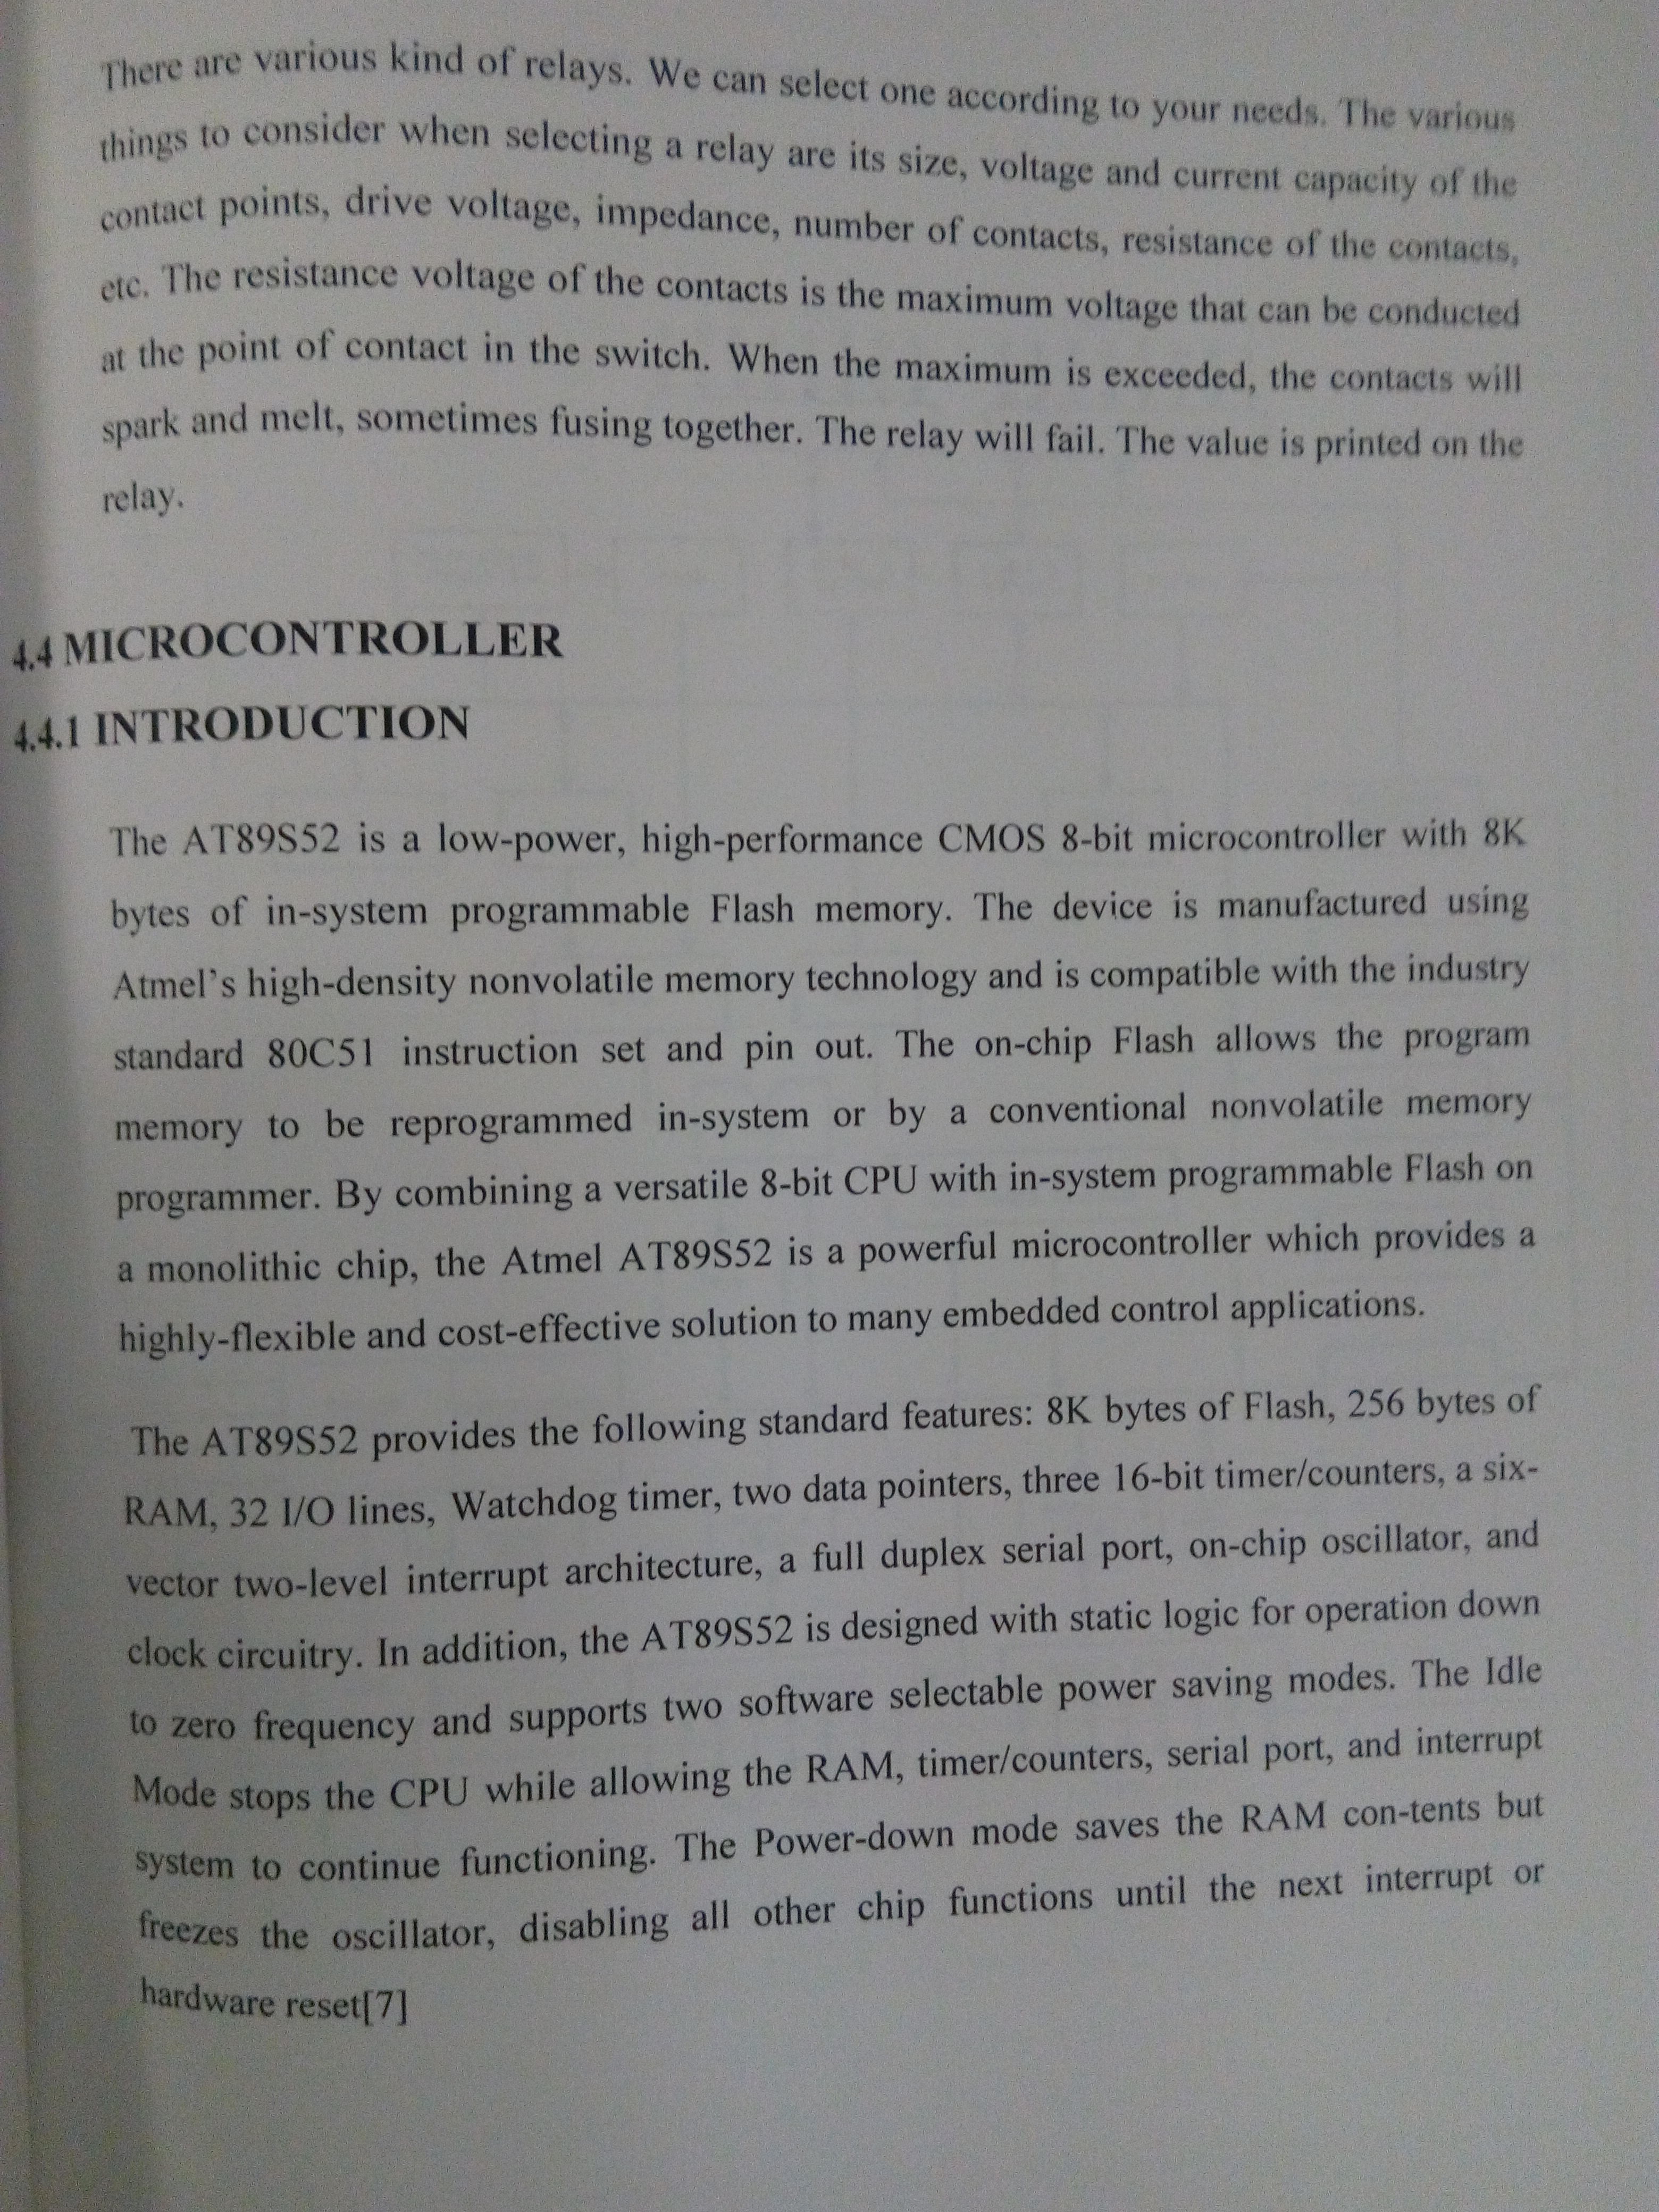 There are various kind of relays. We can select one according to your needs. The various
things to consider when selecting a relay are its size, voltage and current capacity of the
contact points, drive voltage, impedance, number of contacts, resistance of the contacts,
etc. The resistance voltage of the contacts is the maximum voltage that can be conducted
at the point of contact in the switch. When the maximum is exceeded, the contacts will
spark and melt, sometimes fusing together. The relay will fail. The value is printed on the
relay.
4.4 MICROCONTROLLER
4.4.1 INTRODUCTION
The AT89S52 is a low-power, high-performance CMOS 8-bit microcontroller with 8K
bytes of in-system programmable Flash memory. The device is manufactured using
Atmel’s high-density nonvolatile memory technology and is compatible with the industry
standard 80C51 instruction set and pin out. The on-chip Flash allows the program
memory to be reprogrammed in-system or by a conventional nonvolatile memory
programmer. By combining a versatile 8-bit CPU with in-system programmable Flash on
a monolithic chip, the Atmel AT89S52 is a powerful microcontroller which provides a
highly-flexible and cost-effective solution to many embedded control applications.
The AT89S52 provides the following standard features: 8K bytes of Flash, 256 bytes of
RAM, 32 I/O lines, Watchdog timer, two data pointers, three 16-bit timer/counters, a six-
vector two-level interrupt architecture, a full duplex serial port, on-chip oscillator, and
clock circuitry. In addition, the AT89S52 is designed with static logic for operation down
to zero frequency and supports two software selectable power saving modes. The Idle
Mode stops the CPU while allowing the RAM, timer/counters, serial port, and interrupt
system to continue functioning. The Power-down mode saves the RAM con-tents but
freezes the oscillator, disabling all other chip functions until the next interrupt or
hardware reset[7]